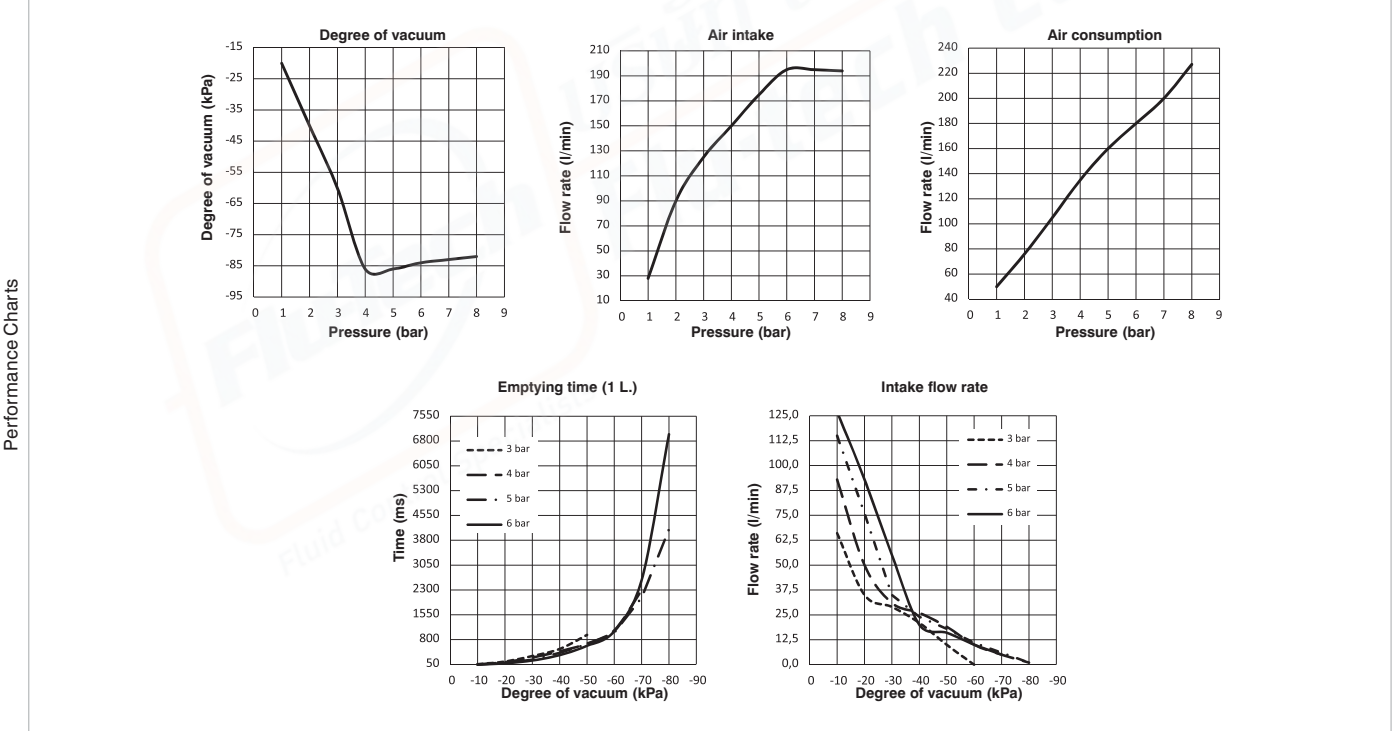 Performance Charts
Degree of vacuum
Degree of vacuum (kPa)
-15
-25
-35
-45
-55
-65
-75
-85
-95
0 1 2 3 4 5 6 7 8 9
Pressure (bar)
Air intake
Flow rate (l/min)
210
190
170
150
130
110
90
70
50
30
10
0 1 2 3 4 5 6 7 8 9
Pressure (bar)
Air consumption
Flow rate (l/min)
240
220
200
180
160
140
120
100
80
60
40
0 1 2 3 4 5 6 7 8 9
Pressure (bar)
Emptying time (1 L.)
Time (ms)
7550
6800
6050
5300
4550
3800
3050
2300
1550
800
50
3 bar
4 bar
5 bar
6 bar
0 -10 -20 -30 -40 -50 -60 -70 -80 -90
Degree of vacuum (kPa)
Intake flow rate
Flow rate (l/min)
125,0
112,5
100,0
87,5
75,0
62,5
50,0
37,5
25,0
12,5
0,0
3 bar
4 bar
5 bar
6 bar
0 -10 -20 -30 -40 -50 -60 -70 -80 -90
Degree of vacuum (kPa)